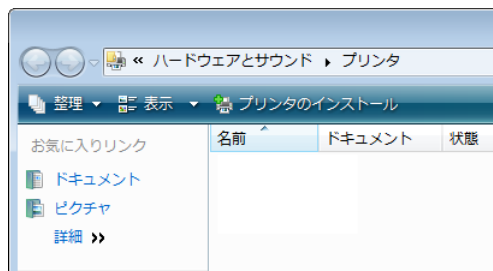 « ハードウェアとサウンド ▸ プリンタ
整理 ▼ 表示 ▼ プリンタのインストール
お気に入りリンク
名前 ドキュメント 状態
ドキュメント
ピクチャ
詳細 »